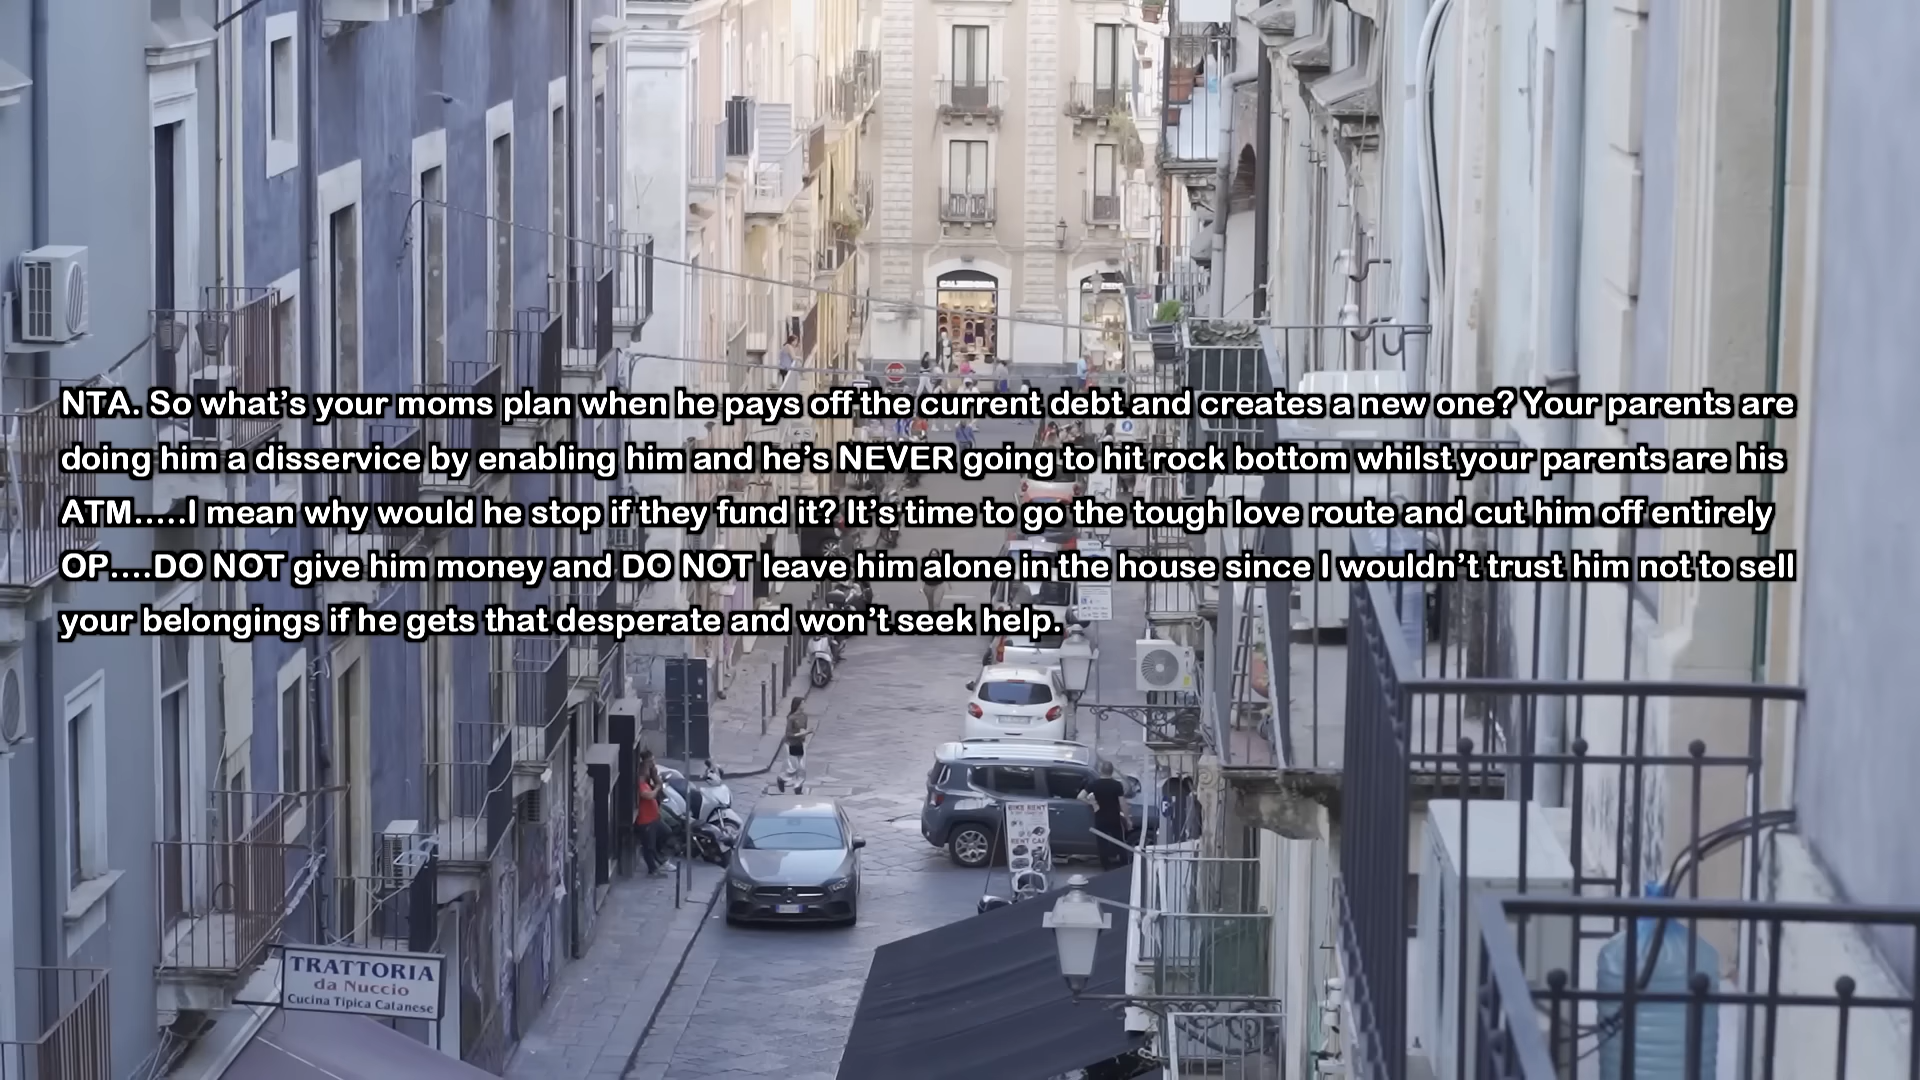 NTA. So what’s your moms plan when he pays off the current debt and creates a new one? Your parents are
doing him a disservice by enabling him and he’s NEVER going to hit rock bottom whilst your parents are his
ATM.....I mean why would he stop if they fund it? It’s time to go the tough love route and cut him off entirely
OP....DO NOT give him money and DO NOT leave him alone in the house since I wouldn’t trust him not to sell
your belongings if he gets that desperate and won’t seek help.
BIKE RENT
RENT CAR
TRATTORIA
da Nuccio
Cucina Tipica Catanese